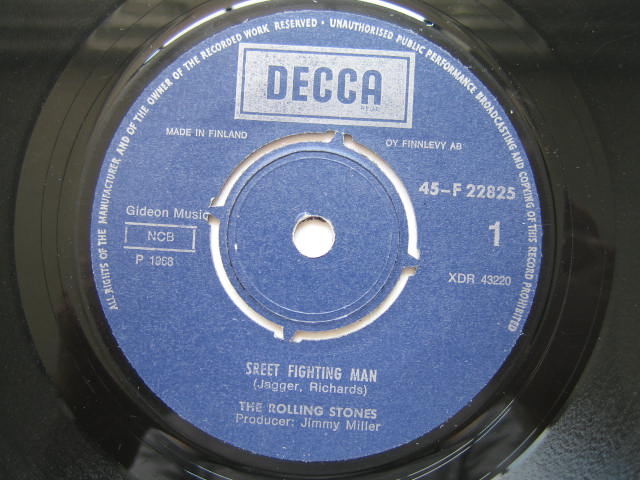 ALL RIGHTS OF THE MANUFACTURER AND OF THE OWNER OF THE RECORDED WORK RESERVED • UNAUTHORISED PUBLIC PERFORMANCE BROADCASTING AND COPYING OF THIS RECORD PROHIBITED
DECCA
MADE IN FINLAND
OY FINNLEVY AB
45-F 22825
Gideon Music
1
NCB
P 1968
XDR 43220
SREET FIGHTING MAN
(Jagger, Richards)
THE ROLLING STONES
Producer: Jimmy Miller